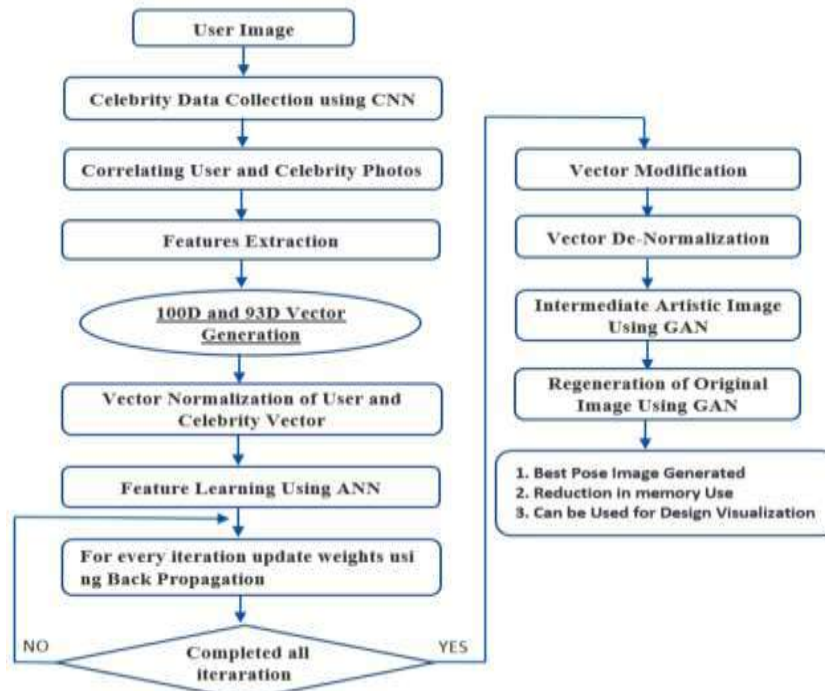 User Image
Celebrity Data Collection using CNN
Correlating User and Celebrity Photos
Features Extraction
100D and 93D Vector
Generation
Vector Normalization of User and
Celebrity Vector
Feature Learning Using ANN
For every iteration update weights usi
ng Back Propagation
NO
Completed all
iteraration
YES
Vector Modification
Vector De-Normalization
Intermediate Artistic Image
Using GAN
Regeneration of Original
Image Using GAN
1. Best Pose Image Generated
2. Reduction in memory Use
3. Can be Used for Design Visualization